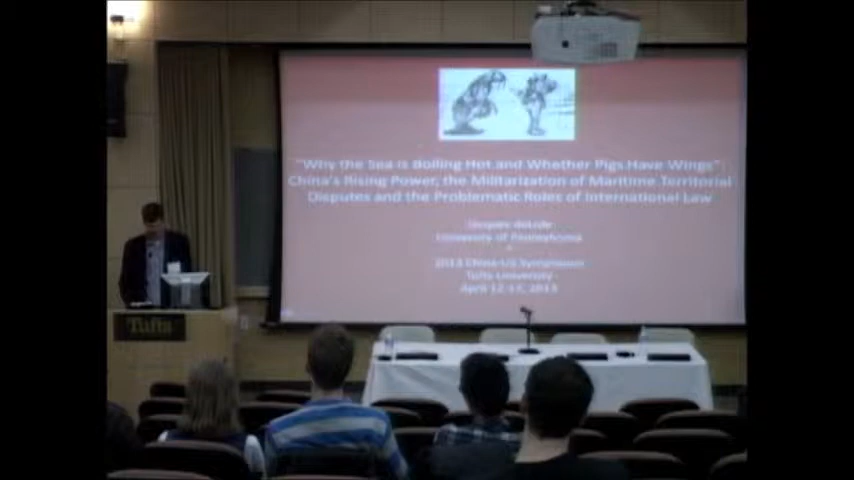 "Why the Sea is Boiling Hot and Whether Pigs Have Wings":
China's Rising Power, the Militarization of Maritime Territorial
Disputes and the Problematic Roles of International Law
Jacques deLisle
University of Pennsylvania
2013 China-US Symposium
Tufts University
April 12-13, 2013
Tufts